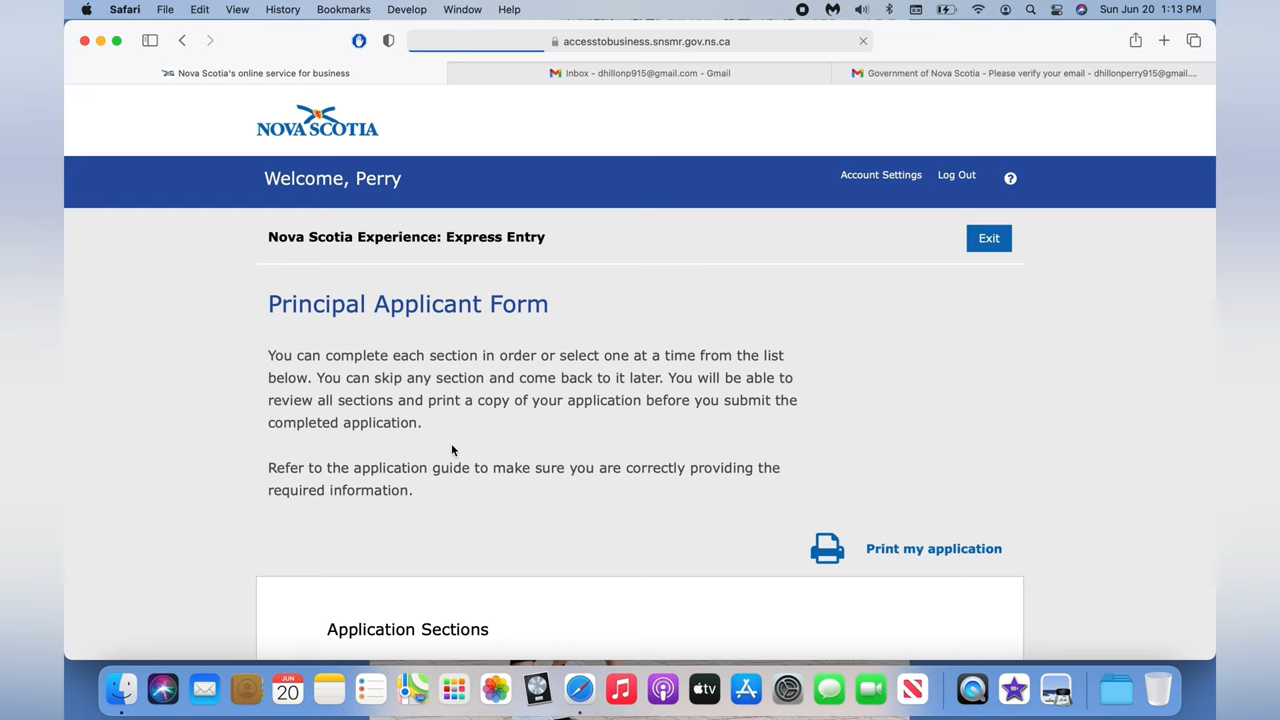 Safari File Edit View History Bookmarks Develop Window Help Sun Jun 20 1:13 PM
accesstobusiness.snsmr.gov.ns.ca
Nova Scotia's online service for business Inbox - dhillonp915@gmail.com - Gmail Government of Nova Scotia - Please verify your email - dhillonperry915@gmail....
NOVA SCOTIA
Welcome, Perry Account Settings Log Out ?
Nova Scotia Experience: Express Entry Exit
Principal Applicant Form
You can complete each section in order or select one at a time from the list
below. You can skip any section and come back to it later. You will be able to
review all sections and print a copy of your application before you submit the
completed application.
Refer to the application guide to make sure you are correctly providing the
required information.
Print my application
Application Sections
JUN
20
tv